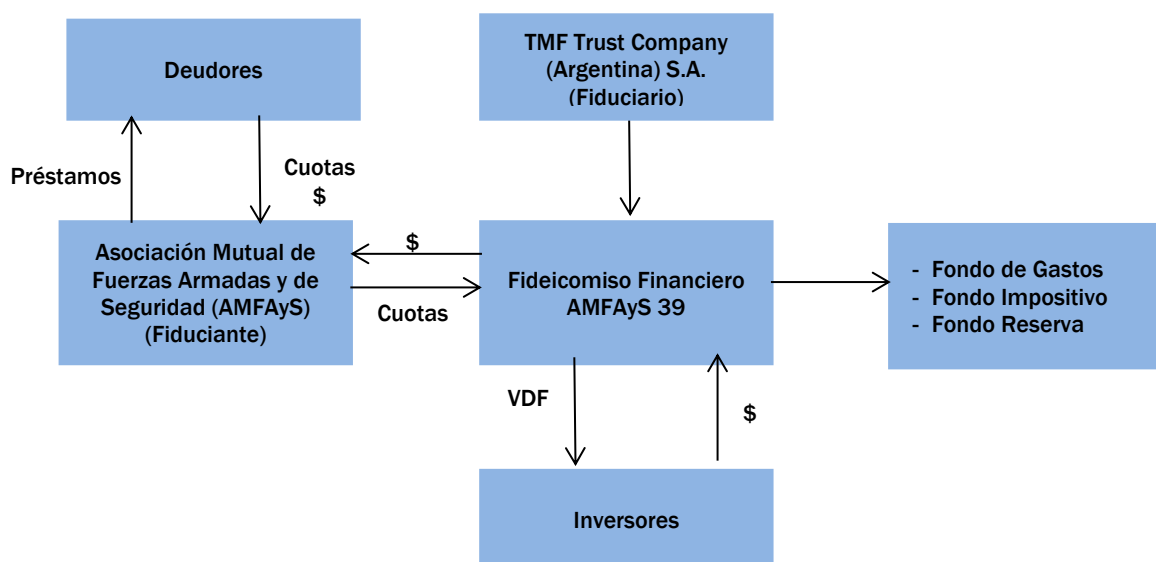 Deudores
TMF Trust Company
(Argentina) S.A.
(Fiduciario)
Préstamos
Cuotas
$
Asociación Mutual de
Fuerzas Armadas y de
Seguridad (AMFAyS)
(Fiduciante)
$
Cuotas
Fideicomiso Financiero
AMFAyS 39
- Fondo de Gastos
- Fondo Impositivo
- Fondo Reserva
VDF
$
Inversores